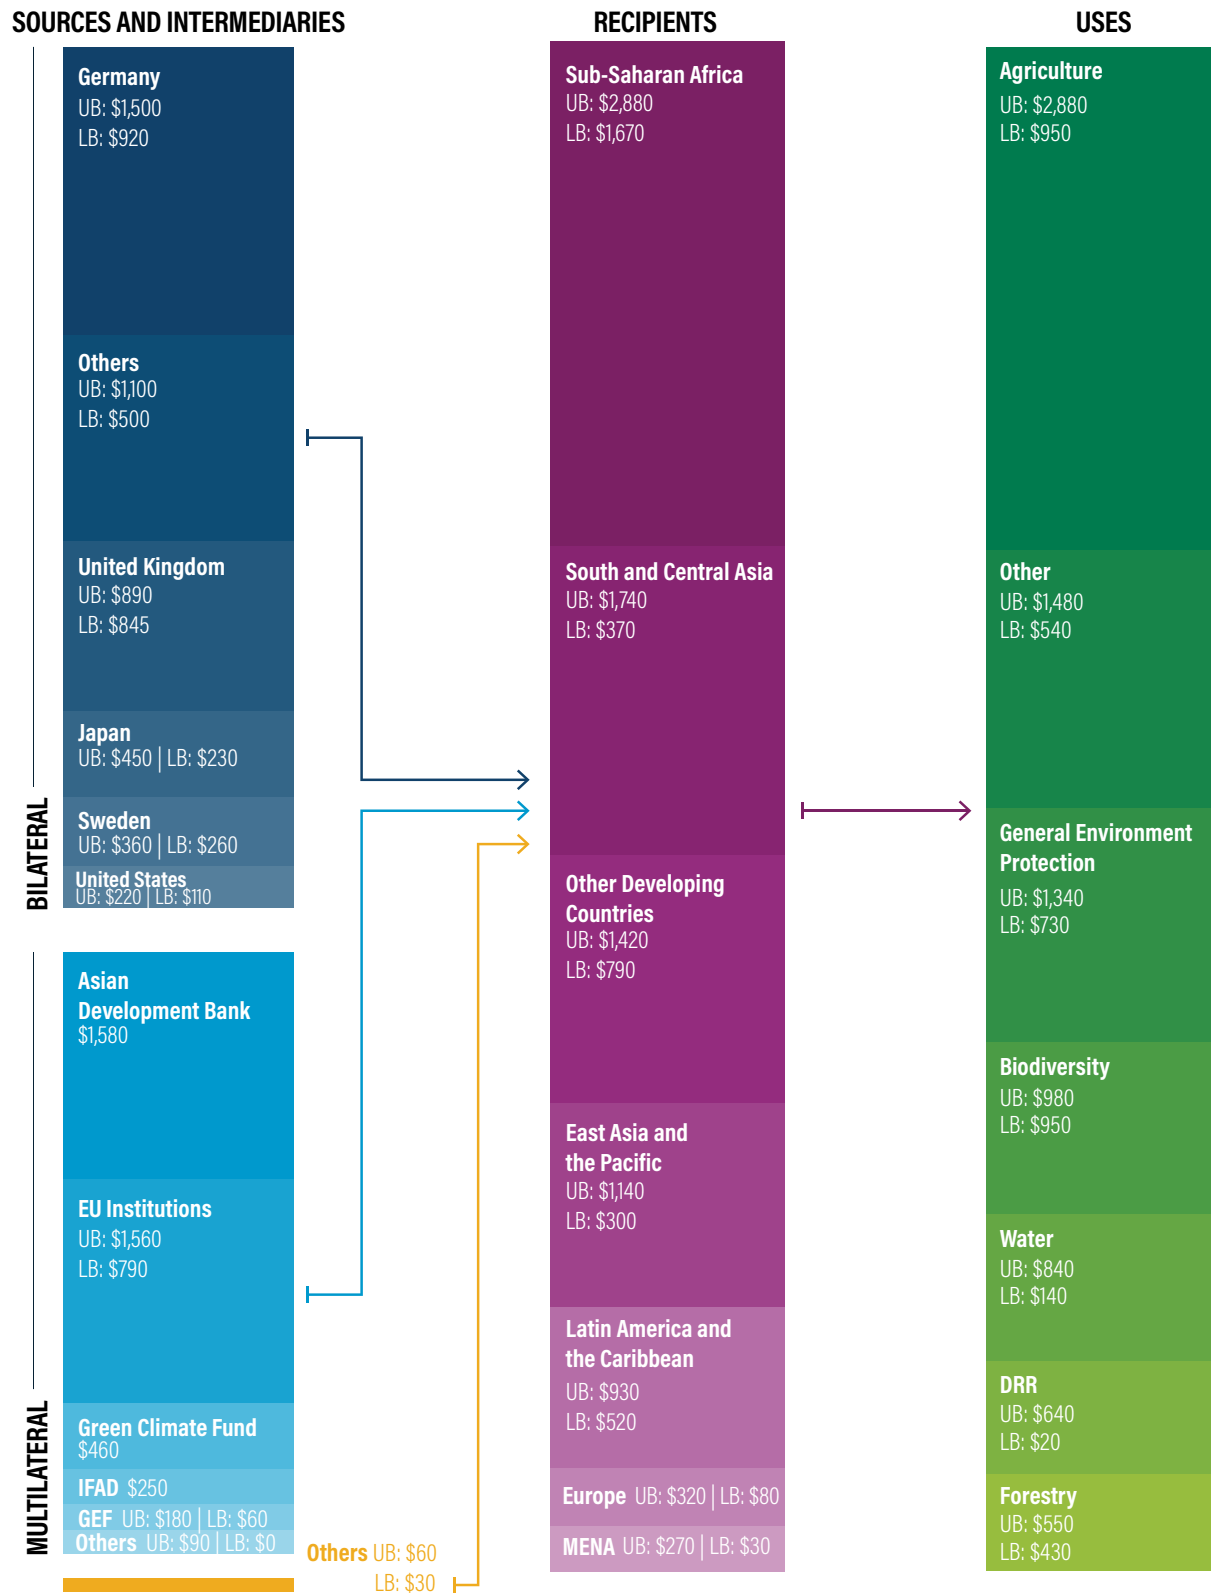 SOURCES AND INTERMEDIARIES
Germany
UB: $1,500
LB: $920
Others
UB: $1,100
LB: $500
United Kingdom
UB: $890
LB: $845
Japan
UB: $450 | LB: $230
Sweden
UB: $360 | LB: $260
United States
UB: $220 | LB: $110
BILATERAL
Asian
Development Bank
$1,580
EU Institutions
UB: $1,560
LB: $790
Green Climate Fund
$460
IFAD $250
GEF UB: $180 | LB: $60
Others UB: $90 | LB: $0
MULTILATERAL
Others UB: $60
LB: $30
RECIPIENTS
Sub-Saharan Africa
UB: $2,880
LB: $1,670
South and Central Asia
UB: $1,740
LB: $370
Other Developing
Countries
UB: $1,420
LB: $790
East Asia and
the Pacific
UB: $1,140
LB: $300
Latin America and
the Caribbean
UB: $930
LB: $520
Europe UB: $320 | LB: $80
MENA UB: $270 | LB: $30
USES
Agriculture
UB: $2,880
LB: $950
Other
UB: $1,480
LB: $540
General Environment
Protection
UB: $1,340
LB: $730
Biodiversity
UB: $980
LB: $950
Water
UB: $840
LB: $140
DRR
UB: $640
LB: $20
Forestry
UB: $550
LB: $430